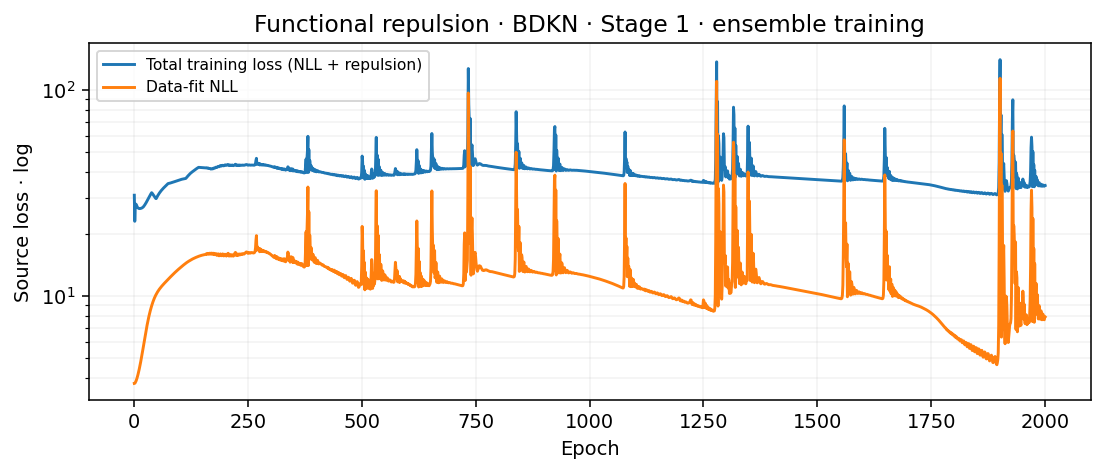 Functional repulsion · BDKN · Stage 1 · ensemble training
Total training loss (NLL + repulsion)
Data-fit NLL
Source loss · log
10²
10¹
0 250 500 750 1000 1250 1500 1750 2000
Epoch